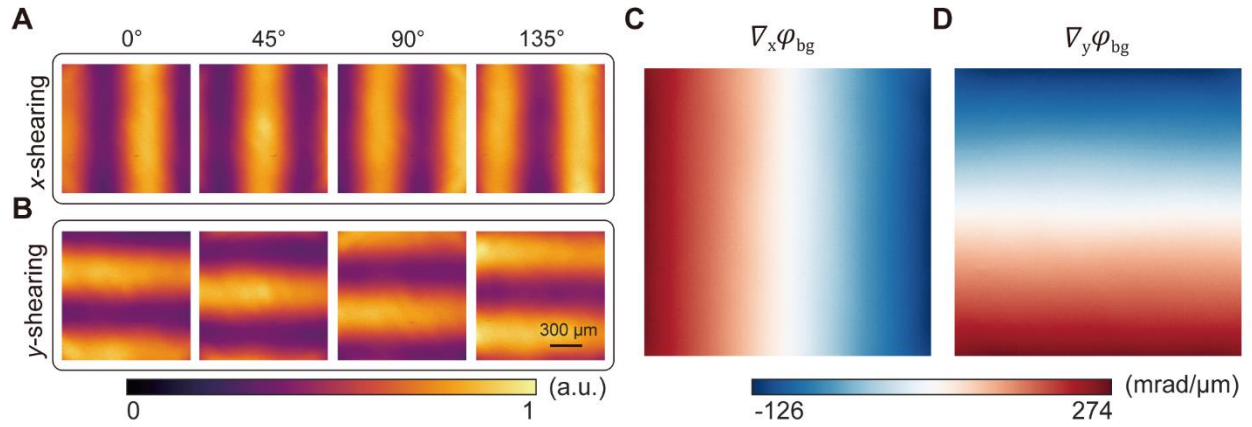 A
0°
45°
90°
135°
x-shearing
B
y-shearing
300 μm
0
1
(a.u.)
C
∇ₓφbg
D
∇yφbg
-126
274
(mrad/μm)